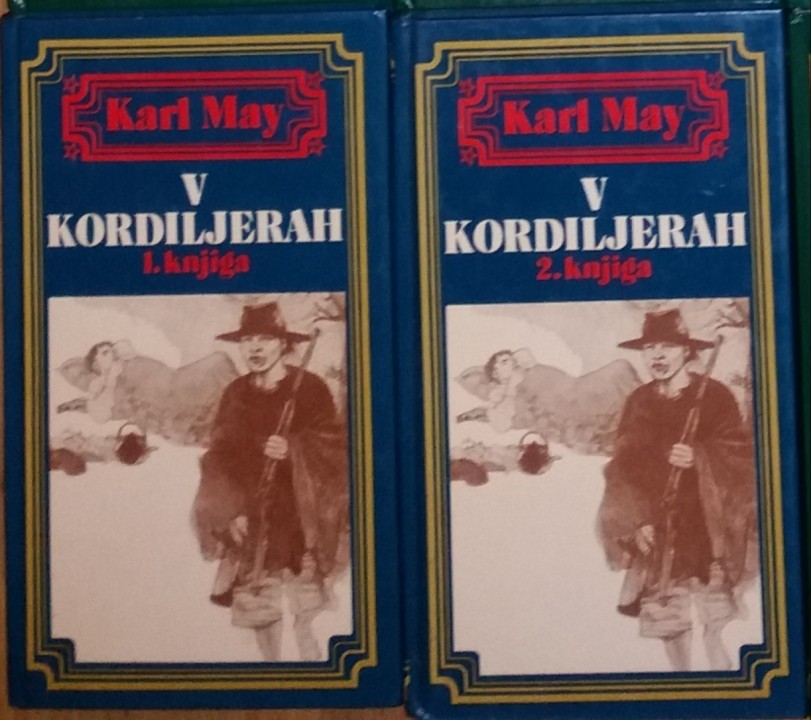 Karl May
V
KORDILJERAH
1. knjiga
Karl May
V
KORDILJERAH
2. knjiga